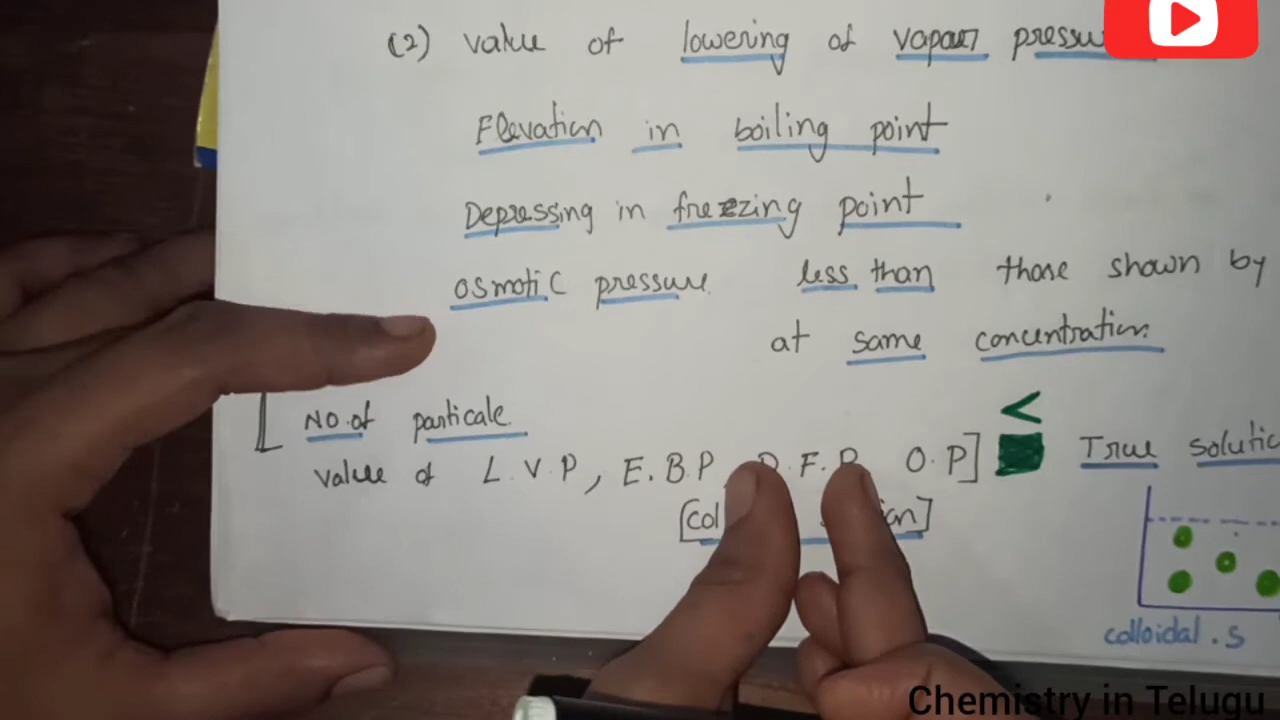 (2) value of lowering of vapour
Elevation in boiling point
Depressing in freezing point
osmotic pressure less than those shown by
at same concentration.
[ NO.of particale.
value of L.V.P, E.B.P O.P] < True
colloidal .S
Chemistry in Telugu